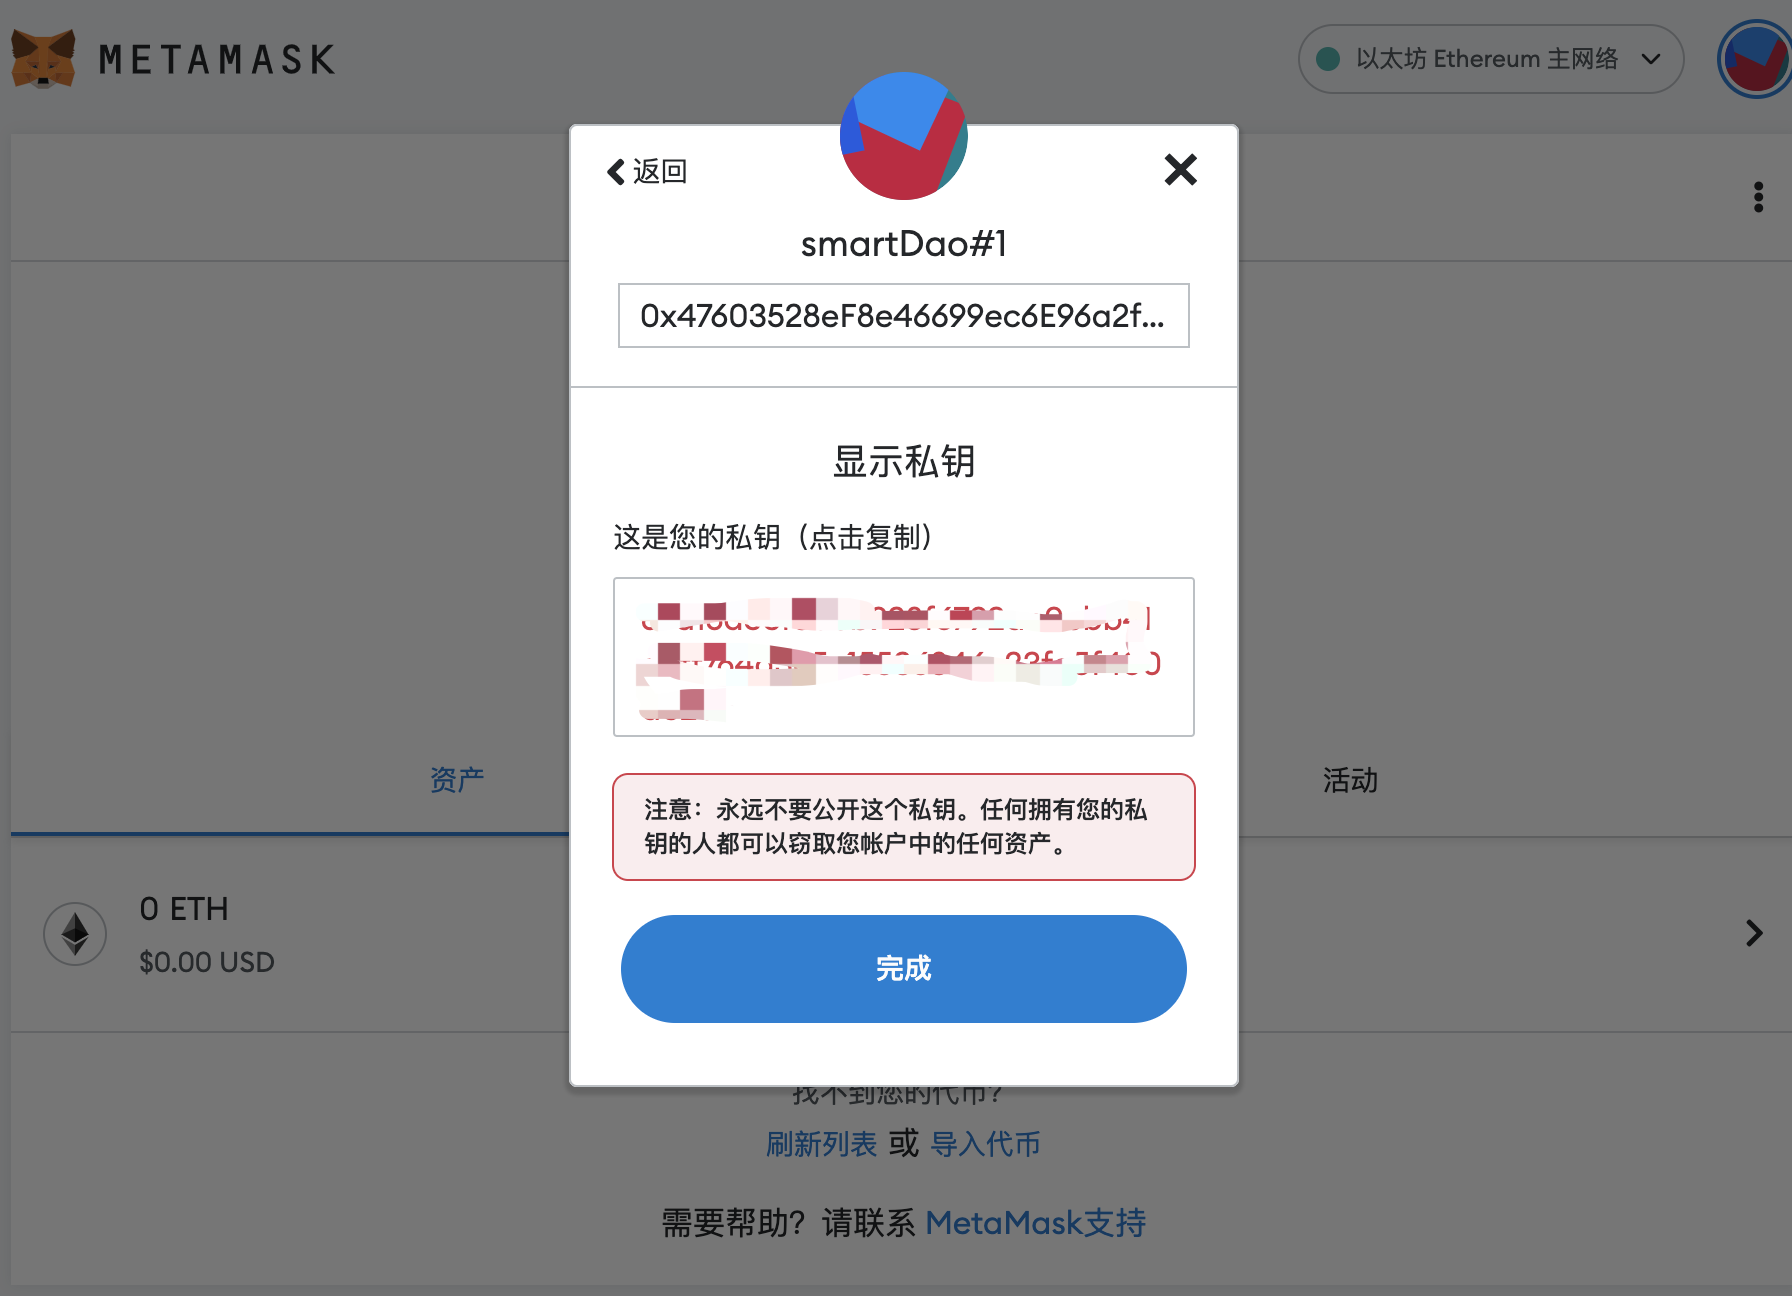 METAMASK
以太坊 Ethereum 主网络
返回
smartDao#1
0x47603528eF8e46699ec6E96a2f...
显示私钥
这是您的私钥（点击复制）
注意：永远不要公开这个私钥。任何拥有您的私
钥的人都可以窃取您帐户中的任何资产。
完成
资产
活动
0 ETH
$0.00 USD
找不到您的代币？
刷新列表 或 导入代币
需要帮助？请联系 MetaMask支持